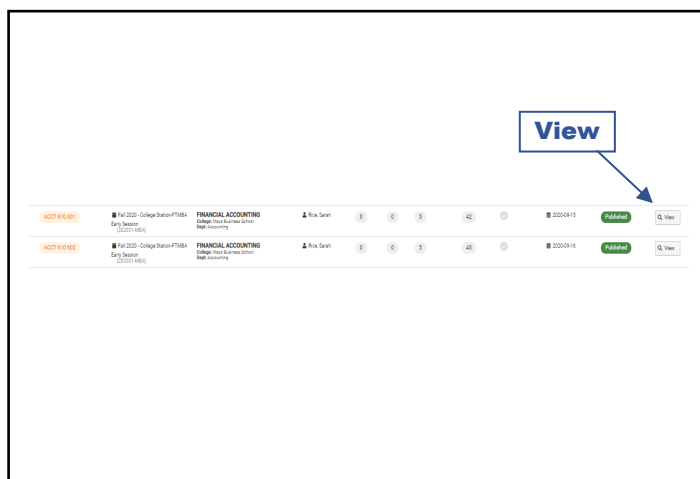 View
ACCT 610 601 Fall 2020 - College Station-FTMBA FINANCIAL ACCOUNTING Rice, Sarah 0 0 5 42 2020-09-15 Published View
Early Session College: Mays Business School
[202031-MBA] Dept: Accounting
ACCT 610 602 Fall 2020 - College Station-FTMBA FINANCIAL ACCOUNTING Rice, Sarah 0 0 5 43 2020-09-16 Published View
Early Session College: Mays Business School
[202031-MBA] Dept: Accounting